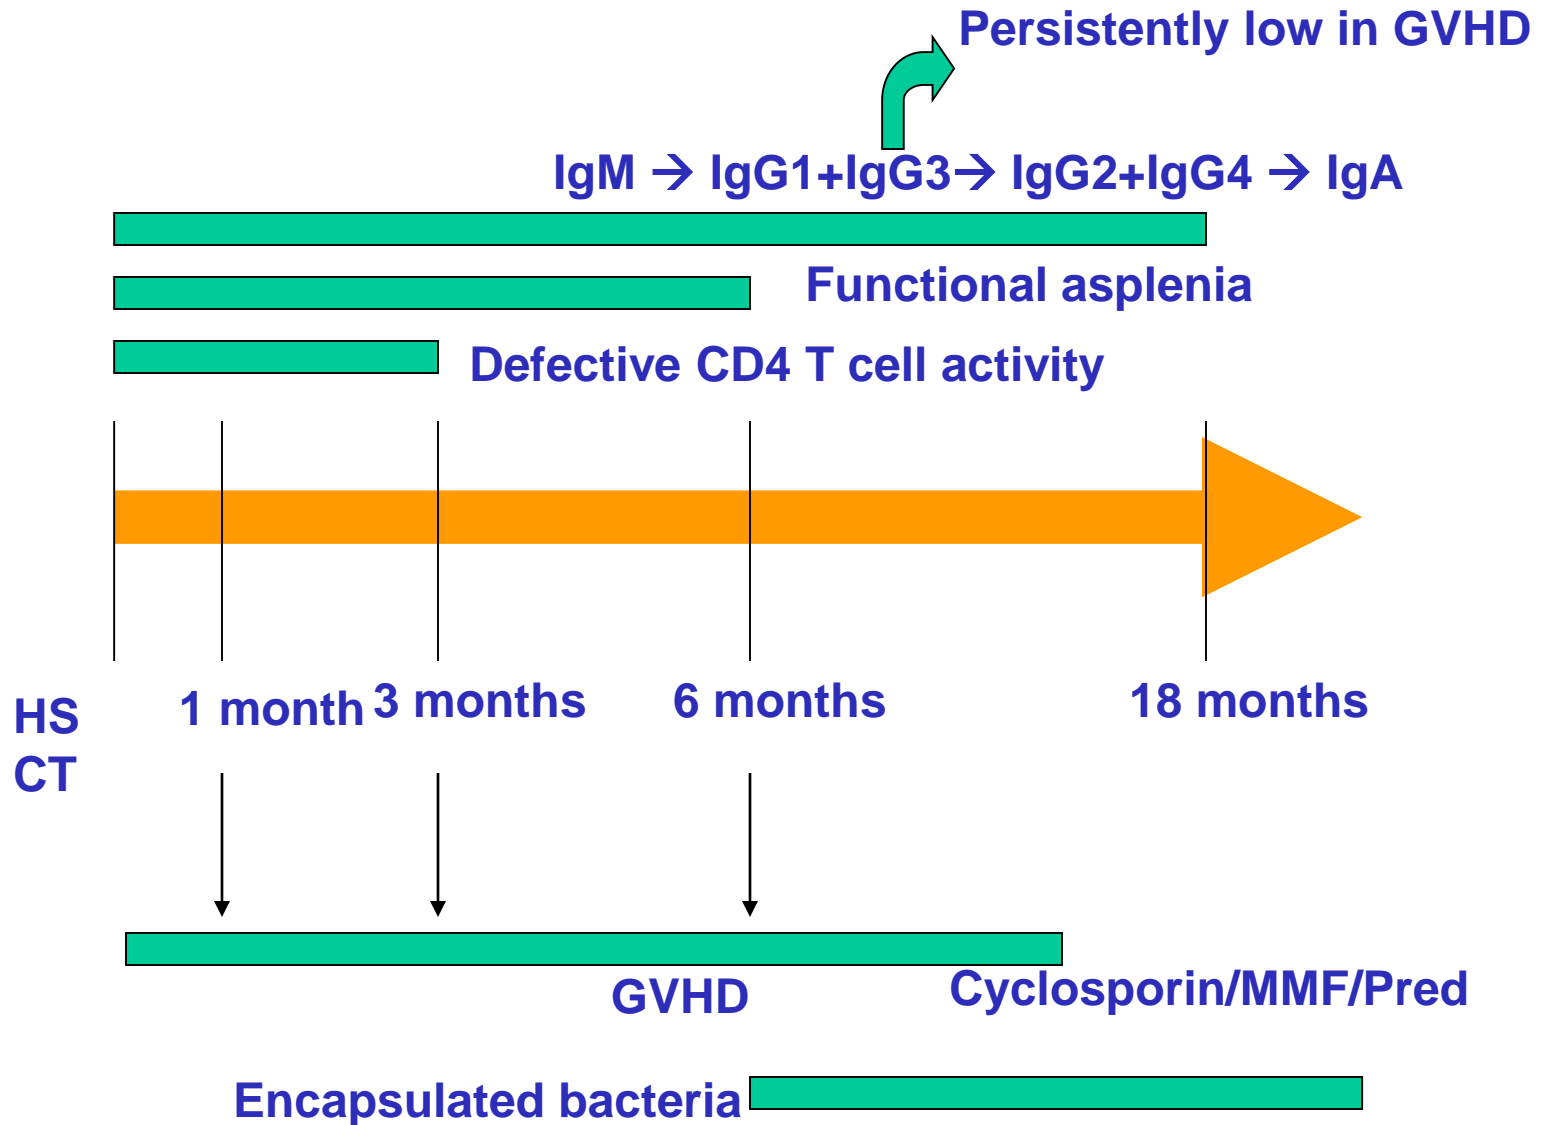 Persistently low in GVHD
IgM → IgG1+IgG3→ IgG2+IgG4 → IgA
Functional asplenia
Defective CD4 T cell activity
HS
CT
1 month
3 months
6 months
18 months
GVHD
Cyclosporin/MMF/Pred
Encapsulated bacteria